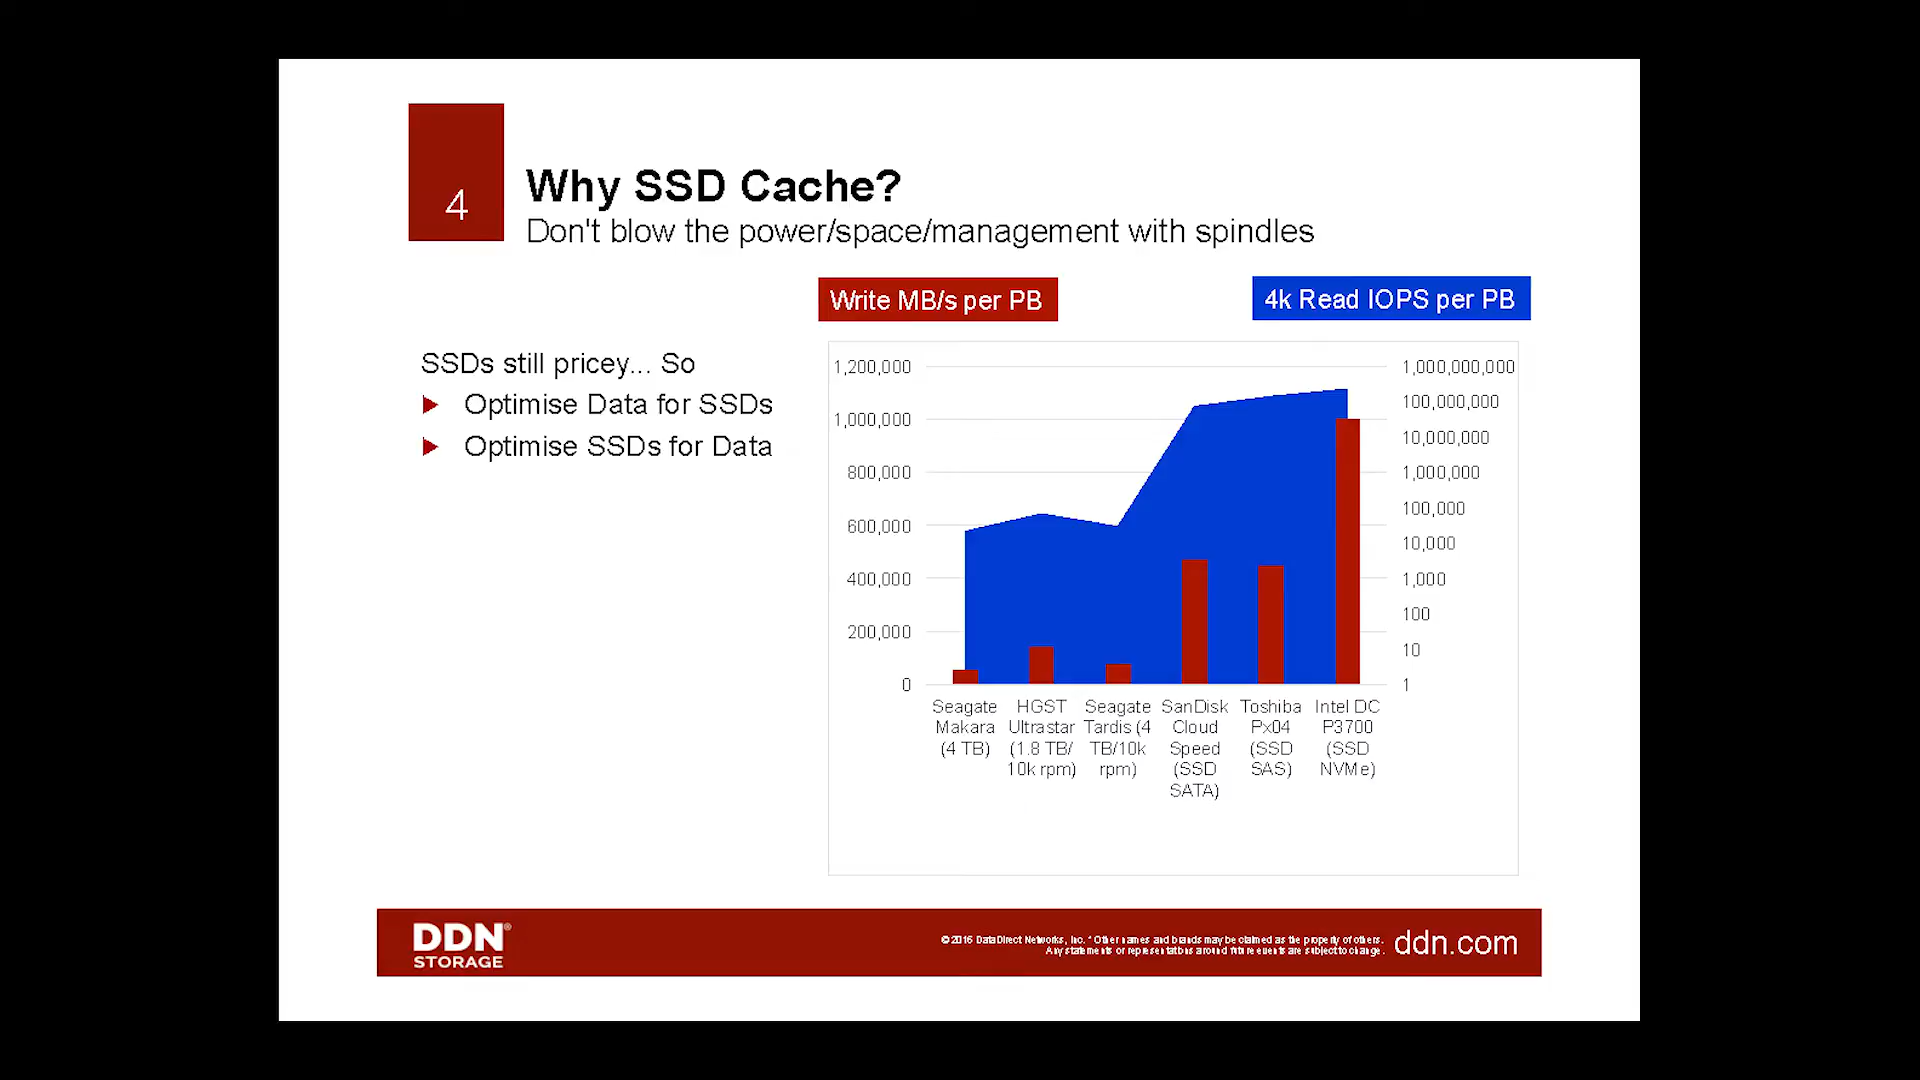 4
Why SSD Cache?
Don't blow the power/space/management with spindles
Write MB/s per PB
4k Read IOPS per PB
SSDs still pricey... So
Optimise Data for SSDs
Optimise SSDs for Data
1,200,000
1,000,000
800,000
600,000
400,000
200,000
0
1,000,000,000
100,000,000
10,000,000
1,000,000
100,000
10,000
1,000
100
10
1
Seagate
Makara
(4 TB)
HGST
Ultrastar
(1.8 TB/
10k rpm)
Seagate
Tardis (4
TB/10k
rpm)
SanDisk
Cloud
Speed
(SSD
SATA)
Toshiba
Px04
(SSD
SAS)
Intel DC
P3700
(SSD
NVMe)
DDN®
STORAGE
© 2016 DataDirect Networks, Inc. * Other names and brands may be claimed as the property of others.
Any statements or representations around future events are subject to change.
ddn.com